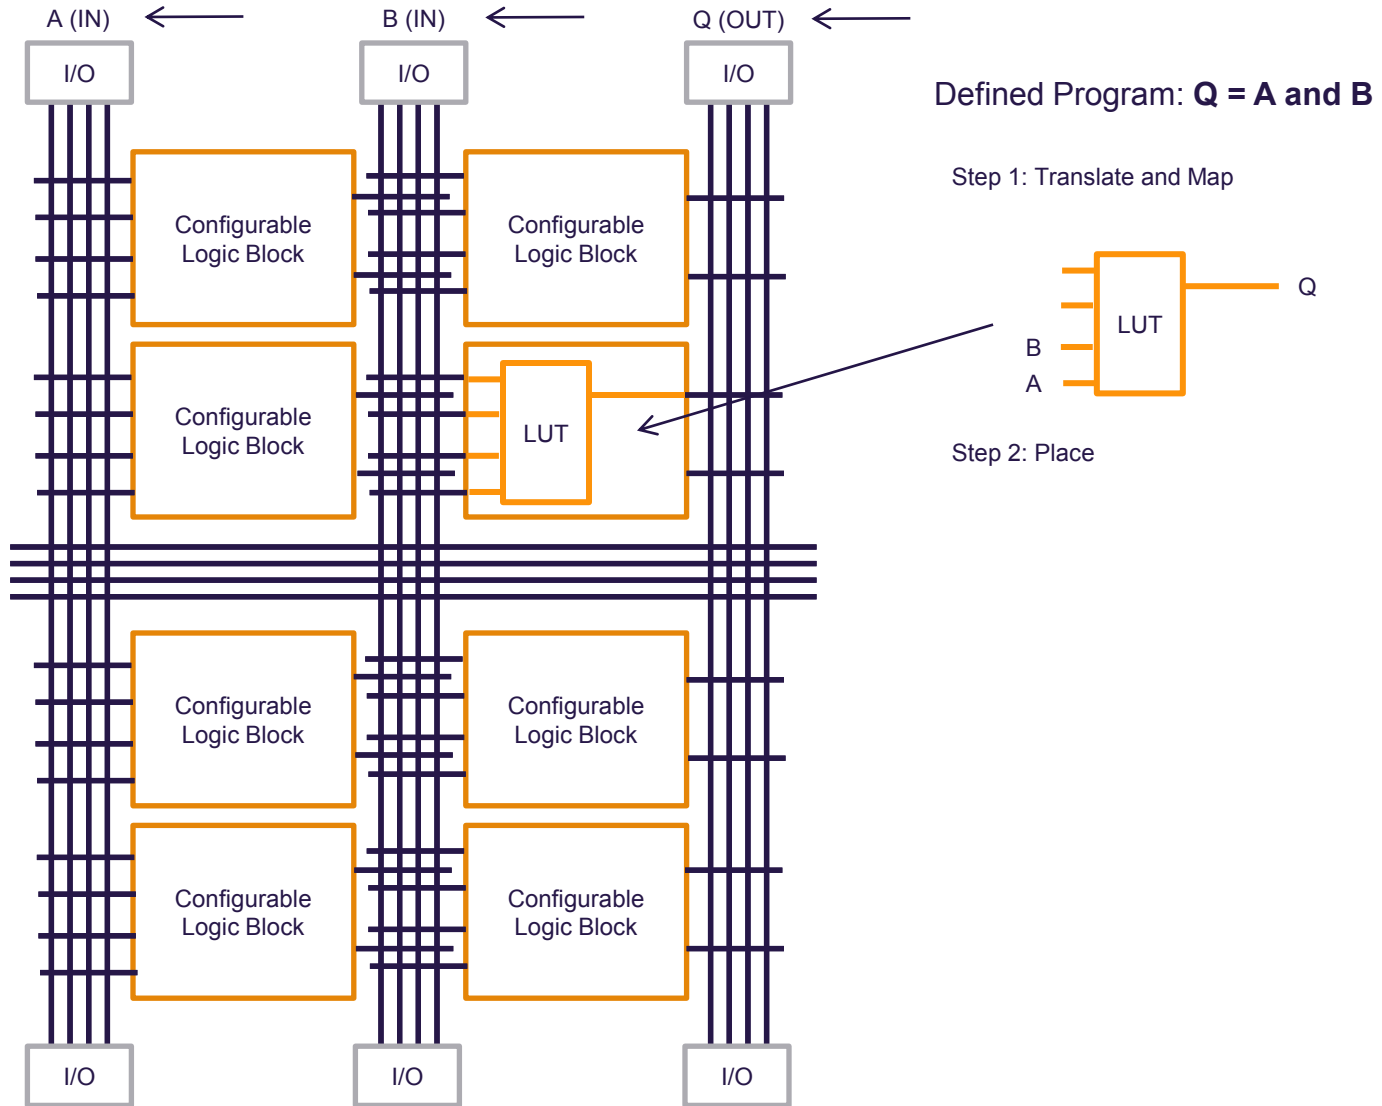 A (IN)
B (IN)
Q (OUT)
I/O
I/O
I/O
Defined Program: Q = A and B
Step 1: Translate and Map
Configurable
Logic Block
Configurable
Logic Block
Q
LUT
B
A
Configurable
Logic Block
LUT
Step 2: Place
Configurable
Logic Block
Configurable
Logic Block
Configurable
Logic Block
Configurable
Logic Block
I/O
I/O
I/O